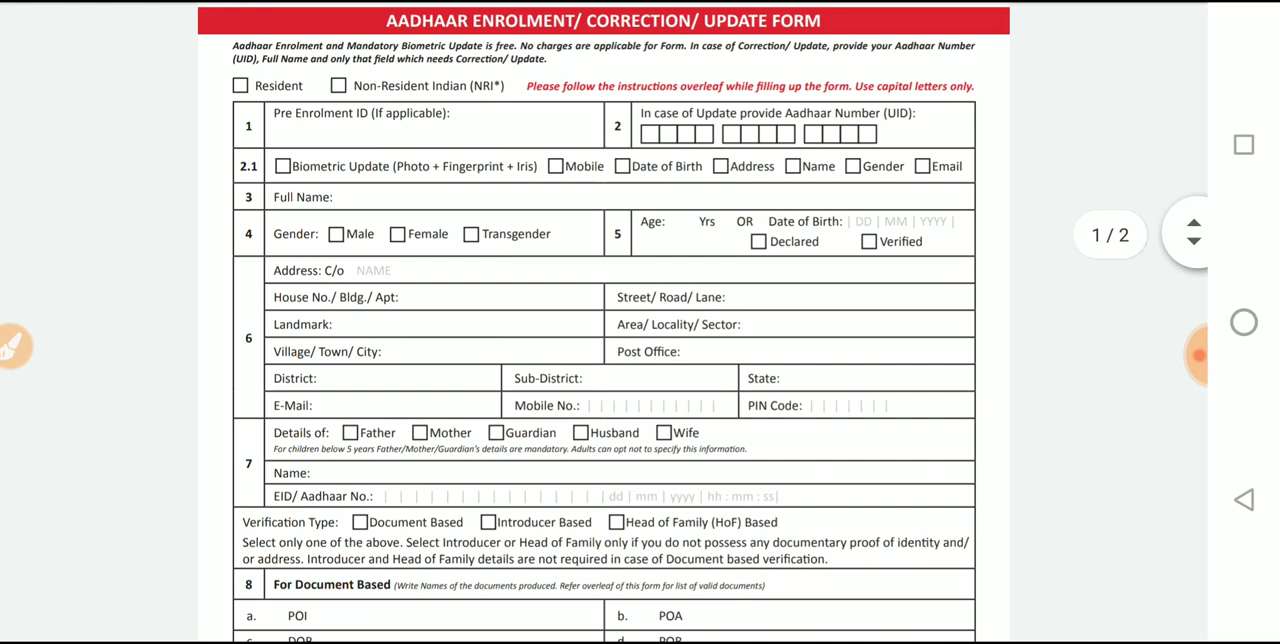 AADHAAR ENROLMENT/ CORRECTION/ UPDATE FORM
Aadhaar Enrolment and Mandatory Biometric Update is free. No charges are applicable for Form. In case of Correction/ Update, provide your Aadhaar Number
(UID), Full Name and only that field which needs Correction/ Update.
Resident Non-Resident Indian (NRI*) Please follow the instructions overleaf while filling up the form. Use capital letters only.
1 Pre Enrolment ID (If applicable): 2 In case of Update provide Aadhaar Number (UID):
2.1 Biometric Update (Photo + Fingerprint + Iris) Mobile Date of Birth Address Name Gender Email
3 Full Name:
4 Gender: Male Female Transgender 5 Age: Yrs OR Date of Birth: | DD | MM | YYYY |
Declared Verified
1 / 2
6 Address: C/o NAME
House No./ Bldg./ Apt: Street/ Road/ Lane:
Landmark: Area/ Locality/ Sector:
Village/ Town/ City: Post Office:
District: Sub-District: State:
E-Mail: Mobile No.: PIN Code:
7 Details of: Father Mother Guardian Husband Wife
For children below 5 years Father/Mother/Guardian's details are mandatory. Adults can opt not to specify this information.
Name:
EID/ Aadhaar No.: | dd | mm | yyyy | hh : mm : ss|
Verification Type: Document Based Introducer Based Head of Family (HoF) Based
Select only one of the above. Select Introducer or Head of Family only if you do not possess any documentary proof of identity and/
or address. Introducer and Head of Family details are not required in case of Document based verification.
8 For Document Based (Write Names of the documents produced. Refer overleaf of this form for list of valid documents)
a. POI b. POA